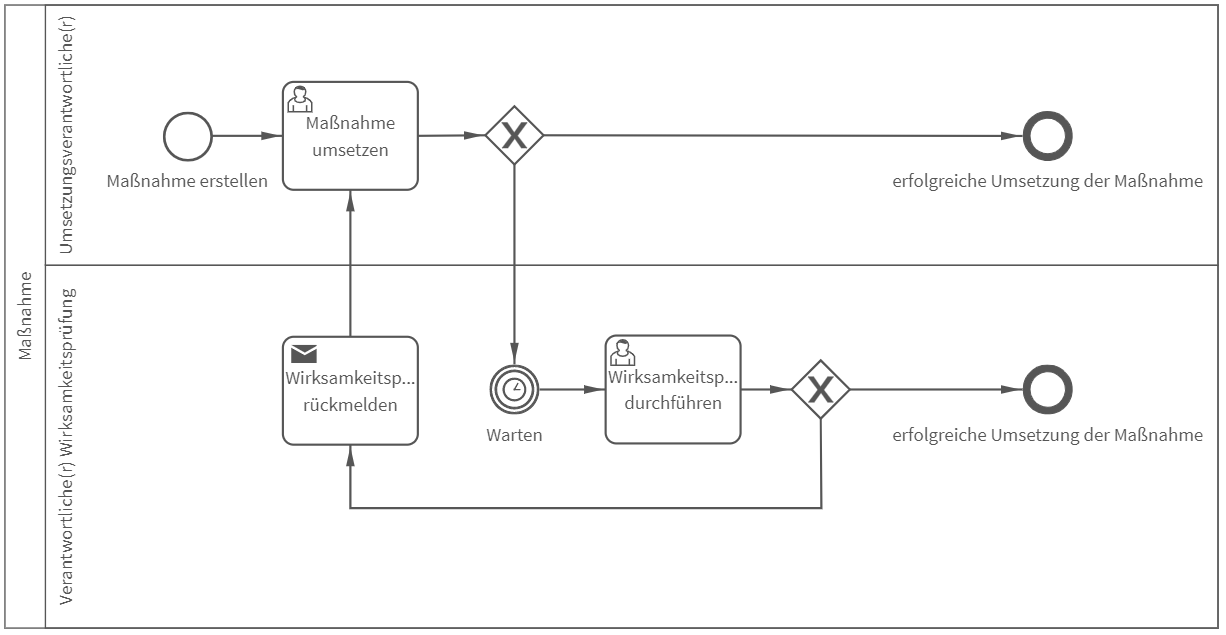 Maßnahme
Umsetzungsverantwortliche(r)
Maßnahme erstellen
Maßnahme
umsetzen
X
erfolgreiche Umsetzung der Maßnahme
Verantwortliche(r) Wirksamkeitsprüfung
Wirksamkeitsp...
rückmelden
Warten
Wirksamkeitsp...
durchführen
X
erfolgreiche Umsetzung der Maßnahme